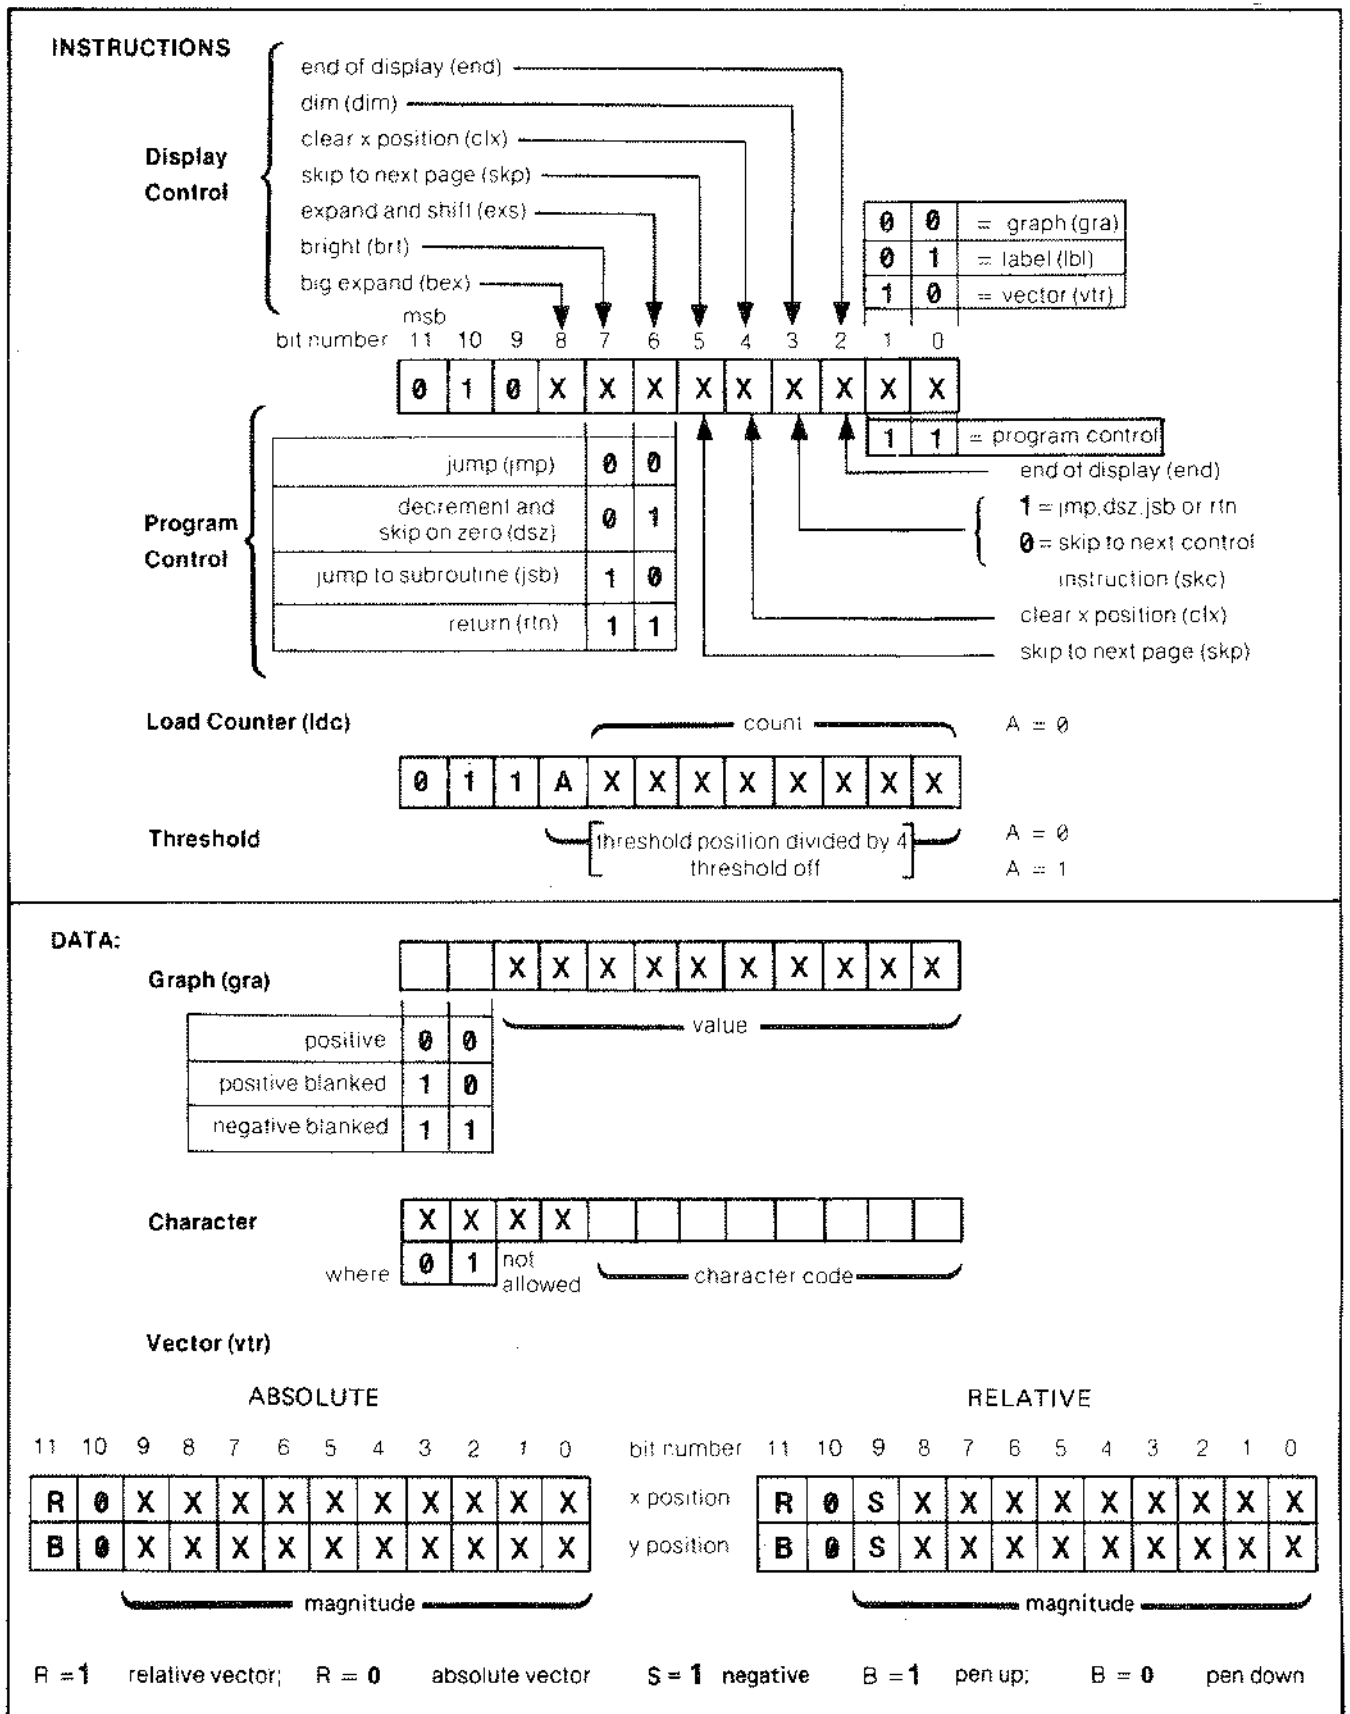 INSTRUCTIONS
end of display (end)
dim (dim)
clear x position (clx)
skip to next page (skp)
expand and shift (exs)
bright (brt)
big expand (bex)
Display
Control
0 0 = graph (gra)
0 1 = label (lbl)
1 0 = vector (vtr)
msb
bit number 11 10 9 8 7 6 5 4 3 2 1 0
0 1 0 X X X X X X X X X
1 1 = program control
Program
Control
jump (jmp) 0 0
decrement and
skip on zero (dsz) 0 1
jump to subroutine (jsb) 1 0
return (rtn) 1 1
end of display (end)
1 = jmp,dsz,jsb or rtn
0 = skip to next control
instruction (skc)
clear x position (clx)
skip to next page (skp)
Load Counter (ldc)
count
A = 0
0 1 1 A X X X X X X X X
Threshold
threshold position divided by 4
threshold off
A = 0
A = 1
DATA:
Graph (gra)
X X X X X X X X X X
value
positive 0 0
positive blanked 1 0
negative blanked 1 1
Character
X X X X
where 0 1 not
allowed
character code
Vector (vtr)
ABSOLUTE
RELATIVE
11 10 9 8 7 6 5 4 3 2 1 0 bit number 11 10 9 8 7 6 5 4 3 2 1 0
R 0 X X X X X X X X X X x position R 0 S X X X X X X X X X
B 0 X X X X X X X X X X y position B 0 S X X X X X X X X X
magnitude
magnitude
R = 1 relative vector; R = 0 absolute vector S = 1 negative B = 1 pen up; B = 0 pen down